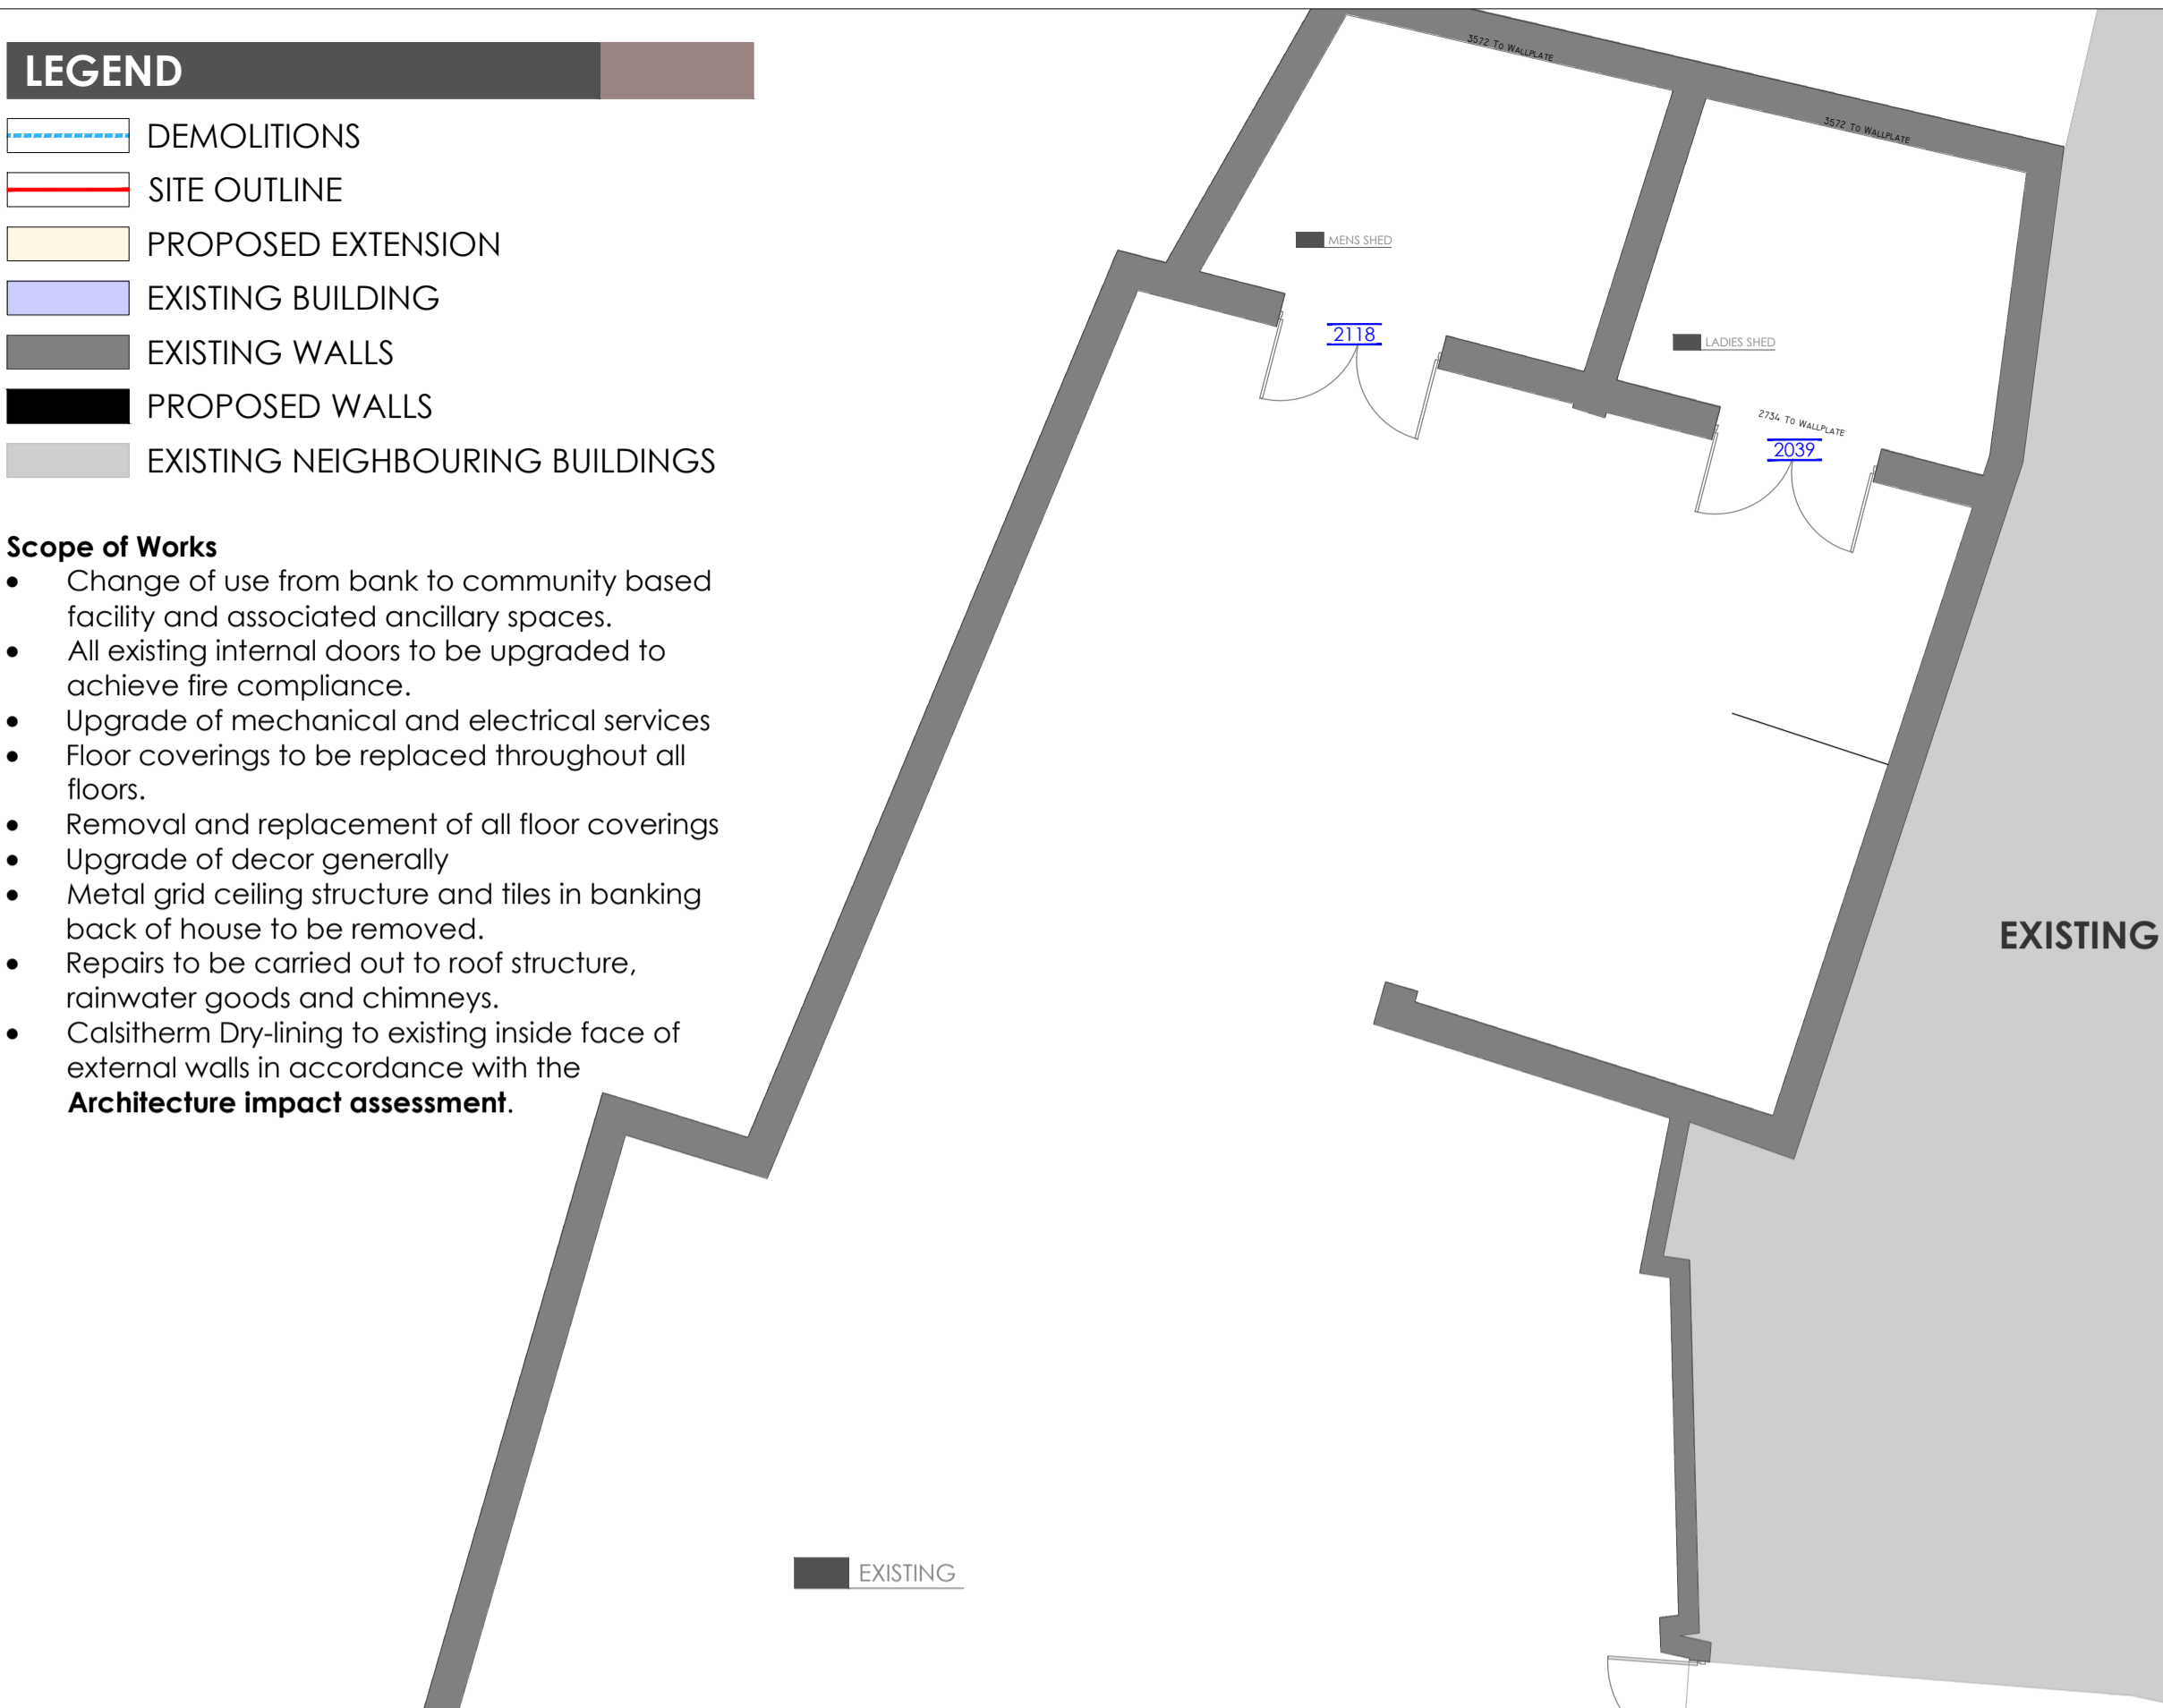 LEGEND
DEMOLITIONS
SITE OUTLINE
PROPOSED EXTENSION
EXISTING BUILDING
EXISTING WALLS
PROPOSED WALLS
EXISTING NEIGHBOURING BUILDINGS
Scope of Works
• Change of use from bank to community based
facility and associated ancillary spaces.
• All existing internal doors to be upgraded to
achieve fire compliance.
• Upgrade of mechanical and electrical services
• Floor coverings to be replaced throughout all
floors.
• Removal and replacement of all floor coverings
• Upgrade of decor generally
• Metal grid ceiling structure and tiles in banking
back of house to be removed.
• Repairs to be carried out to roof structure,
rainwater goods and chimneys.
• Calsitherm Dry-lining to existing inside face of
external walls in accordance with the
Architecture impact assessment.
3572 To WALLPLATE
3572 To WALLPLATE
MENS SHED
2118
LADIES SHED
2734 To WALLPLATE
2039
EXISTING
EXISTING